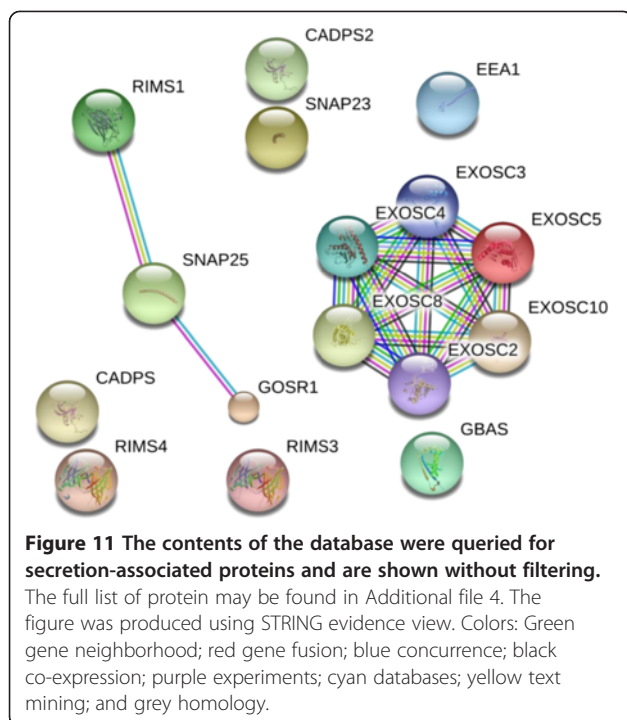 CADPS2
EEA1
RIMS1
SNAP23
EXOSC3
EXOSC4
EXOSC5
SNAP25
EXOSC8
EXOSC10
EXOSC2
CADPS
GOSR1
GBAS
RIMS4
RIMS3
Figure 11 The contents of the database were queried for
secretion-associated proteins and are shown without filtering.
The full list of protein may be found in Additional file 4. The
figure was produced using STRING evidence view. Colors: Green
gene neighborhood; red gene fusion; blue concurrence; black
co-expression; purple experiments; cyan databases; yellow text
mining; and grey homology.